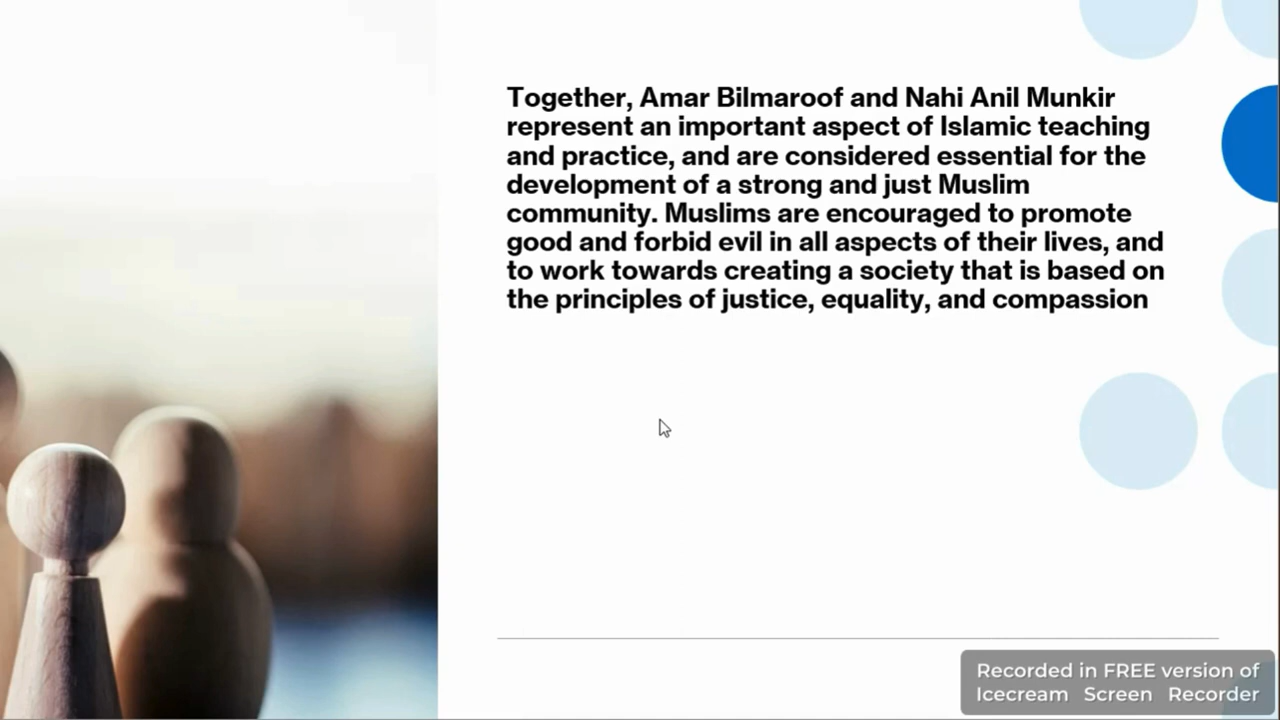 Together, Amar Bilmaroof and Nahi Anil Munkir
represent an important aspect of Islamic teaching
and practice, and are considered essential for the
development of a strong and just Muslim
community. Muslims are encouraged to promote
good and forbid evil in all aspects of their lives, and
to work towards creating a society that is based on
the principles of justice, equality, and compassion
Recorded in FREE version of
Icecream Screen Recorder